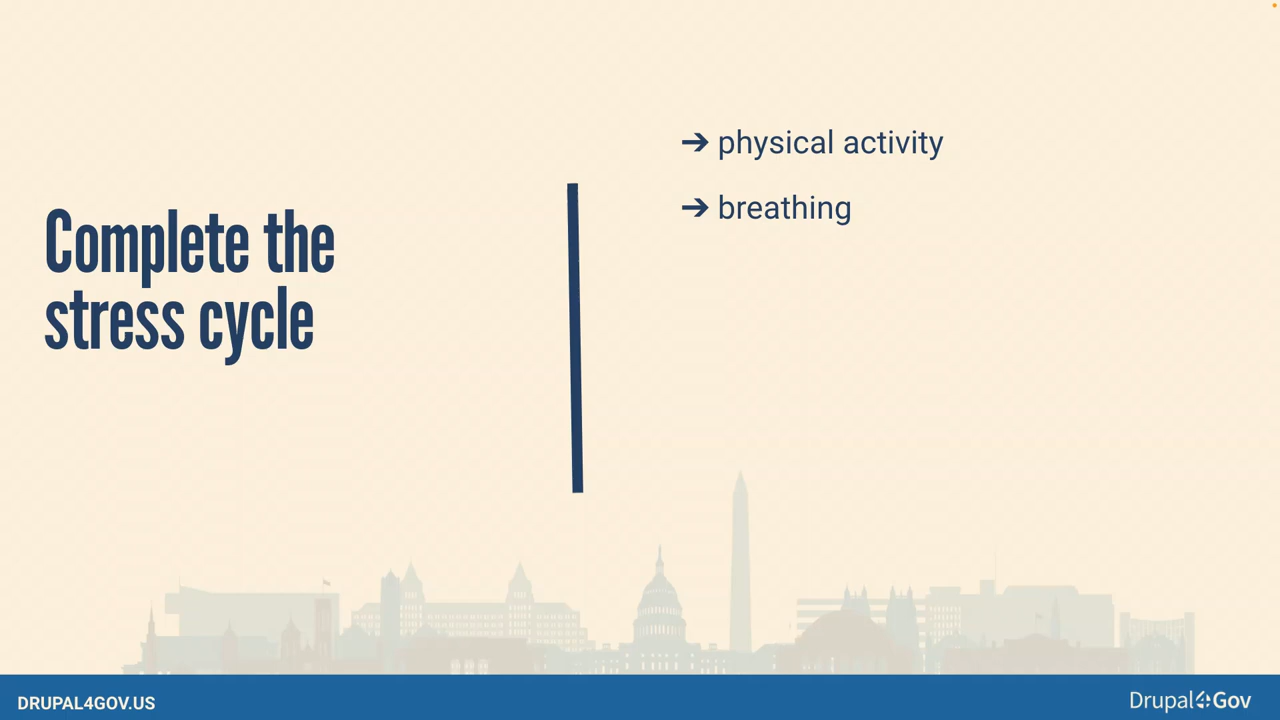 Complete the
stress cycle
➔ physical activity
➔ breathing
DRUPAL4GOV.US
Drupal4Gov